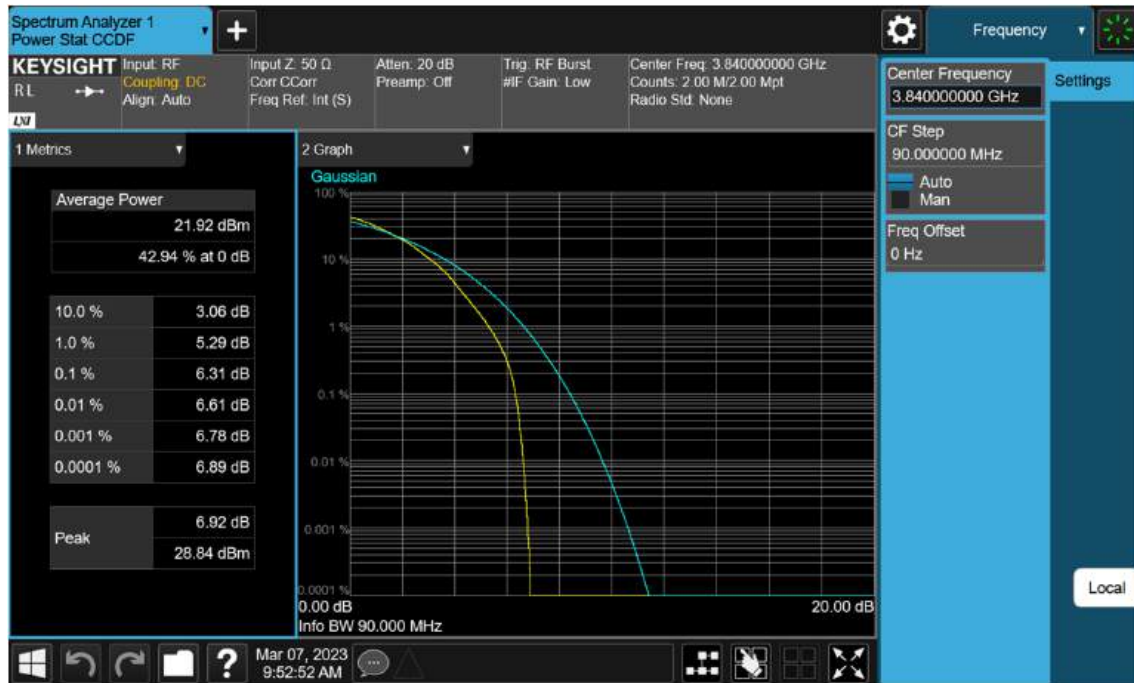 Spectrum Analyzer 1
Power Stat CCDF
Frequency
KEYSIGHT
RL
LXI
Input: RF
Coupling: DC
Align: Auto
Input Z: 50 Ω
Corr CCorr
Freq Ref: Int (S)
Atten: 20 dB
Preamp: Off
Trig: RF Burst
#IF Gain: Low
Center Freq: 3.840000000 GHz
Counts: 2.00 M/2.00 Mpt
Radio Std: None
Center Frequency
3.840000000 GHz
Settings
CF Step
90.000000 MHz
Auto
Man
Freq Offset
0 Hz
1 Metrics
Average Power
21.92 dBm
42.94 % at 0 dB
10.0 % 3.06 dB
1.0 % 5.29 dB
0.1 % 6.31 dB
0.01 % 6.61 dB
0.001 % 6.78 dB
0.0001 % 6.89 dB
Peak
6.92 dB
28.84 dBm
2 Graph
Gaussian
100 %
10 %
1 %
0.1 %
0.01 %
0.001 %
0.0001 %
0.00 dB 20.00 dB
Info BW 90.000 MHz
Local
?
Mar 07, 2023
9:52:52 AM